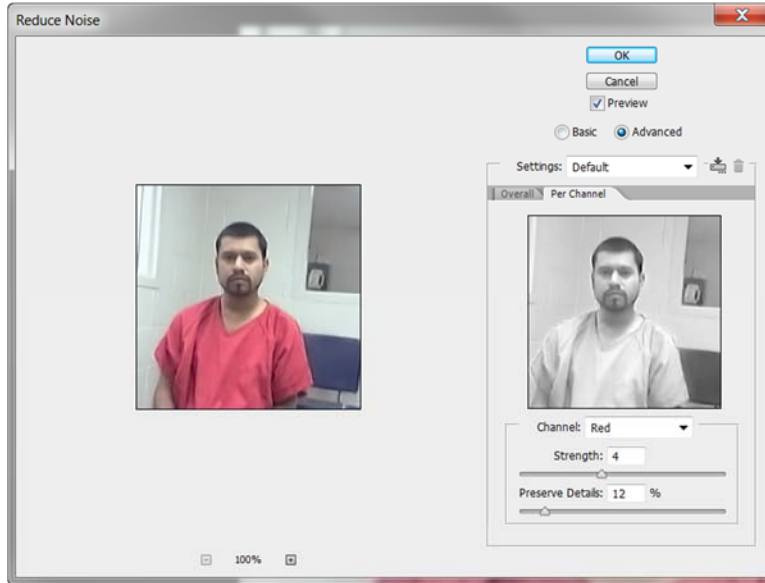 Reduce Noise
OK
Cancel
Preview
Basic Advanced
Settings: Default
Overall Per Channel
Channel: Red
Strength: 4
Preserve Details: 12 %
100%